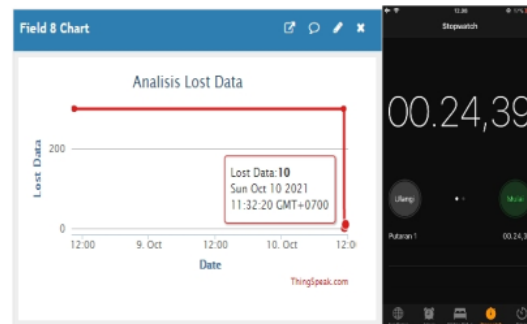 Field 8 Chart
Analisis Lost Data
Lost Data
200
0
Lost Data:10
Sun Oct 10 2021
11:32:20 GMT+0700
12:00
9. Oct
12:00
10. Oct
12:0
Date
ThingSpeak.com
Stopwatch
00.24,39
Ulangi
Mulai
Putaran 1
00.24,3